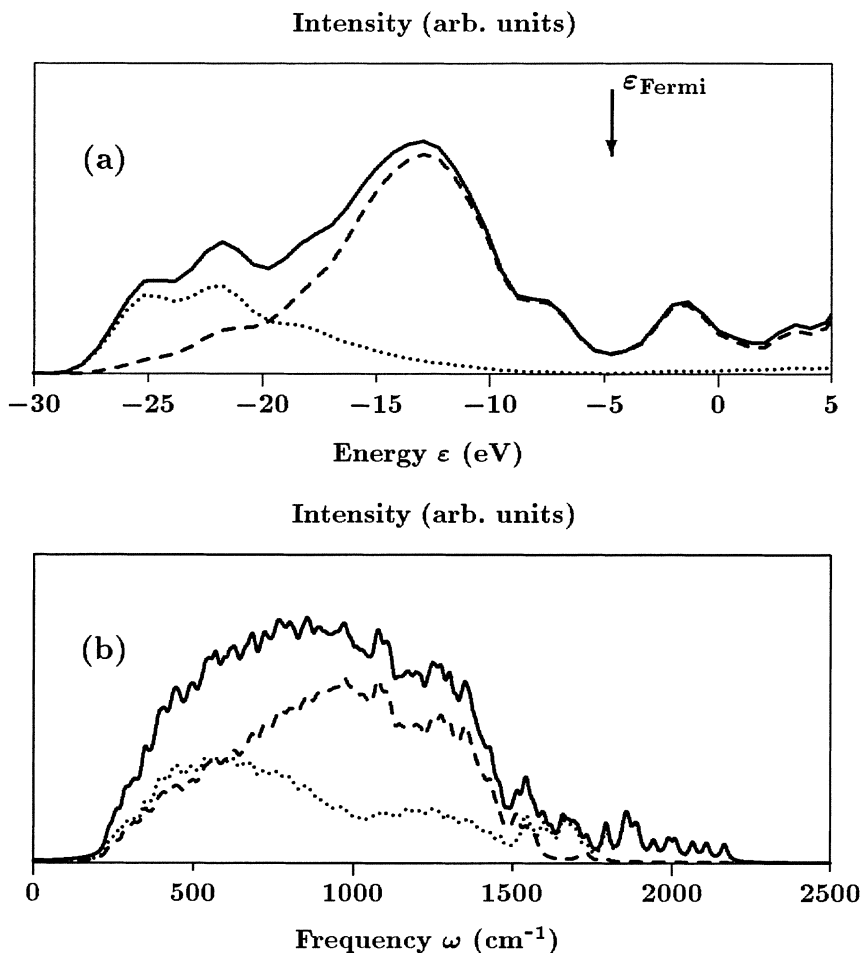 Intensity (arb. units)
εFermi
(a)
−30 −25 −20 −15 −10 −5 0 5
Energy ε (eV)
Intensity (arb. units)
(b)
0 500 1000 1500 2000 2500
Frequency ω (cm⁻¹)